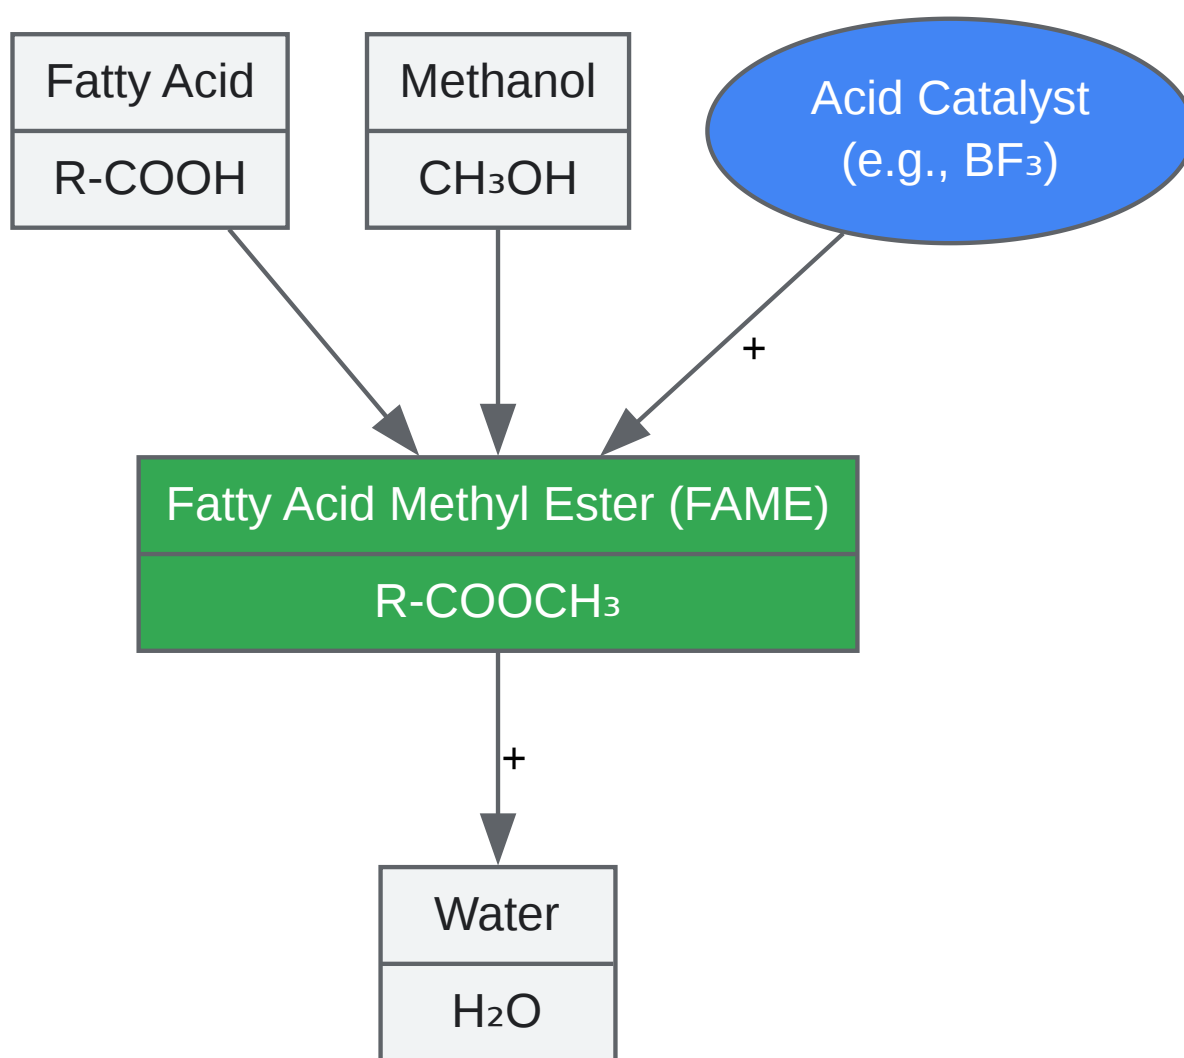 Fatty Acid
R-COOH
Methanol
CH₃OH
Acid Catalyst
(e.g., BF₃)
+
Fatty Acid Methyl Ester (FAME)
R-COOCH₃
+
Water
H₂O